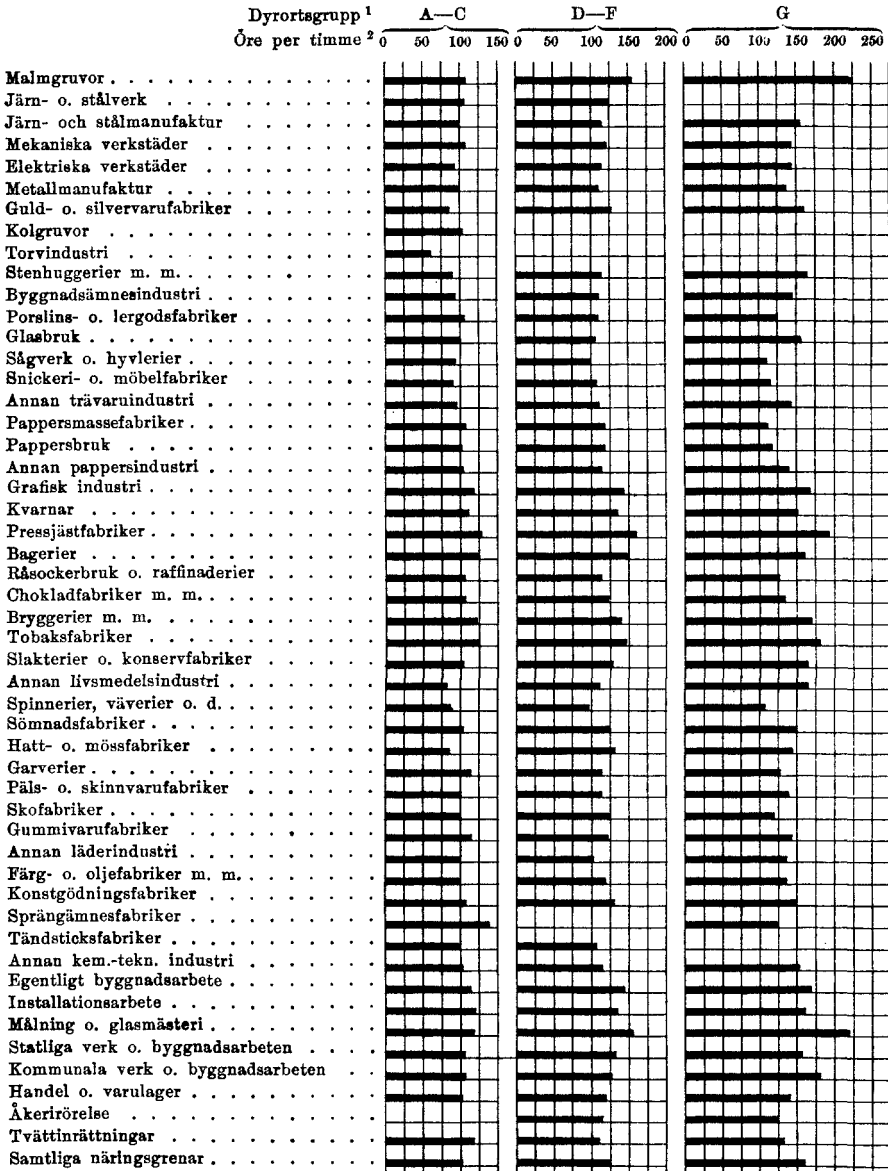 Dyrortsgrupp ¹ A—C D—F G
Öre per timme ² 0 50 100 150 0 50 100 150 200 0 50 100 150 200 250
Malmgruvor . . . . . . . . . . . . . .
Järn- o. stålverk . . . . . . . . . . .
Järn- och stålmanufaktur . . . . . . .
Mekaniska verkstäder . . . . . . . . .
Elektriska verkstäder . . . . . . . . .
Metallmanufaktur . . . . . . . . . . .
Guld- o. silvervarufabriker . . . . . . .
Kolgruvor . . . . . . . . . . . . . .
Torvindustri . . . . . . . . . . . . .
Stenhuggerier m. m. . . . . . . . . . .
Byggnadsämnesindustri . . . . . . . . .
Porslins- o. lergodsfabriker . . . . . . .
Glasbruk . . . . . . . . . . . . . . .
Sågverk o. hyvlerier . . . . . . . . . .
Snickeri- o. möbelfabriker . . . . . . .
Annan trävaruindustri . . . . . . . . .
Pappersmassefabriker . . . . . . . . . .
Pappersbruk . . . . . . . . . . . . .
Annan pappersindustri . . . . . . . . .
Grafisk industri . . . . . . . . . . . .
Kvarnar . . . . . . . . . . . . . . .
Pressjästfabriker . . . . . . . . . . . .
Bagerier . . . . . . . . . . . . . . .
Råsockerbruk o. raffinaderier . . . . . .
Chokladfabriker m. m. . . . . . . . . .
Bryggerier m. m. . . . . . . . . . . .
Tobaksfabriker . . . . . . . . . . . .
Slakterier o. konservfabriker . . . . . .
Annan livsmedelsindustri . . . . . . . .
Spinnerier, väverier o. d. . . . . . . . .
Sömnadsfabriker . . . . . . . . . . . .
Hatt- o. mössfabriker . . . . . . . . .
Garverier . . . . . . . . . . . . . . .
Päls- o. skinnvarufabriker . . . . . . .
Skofabriker . . . . . . . . . . . . . .
Gummivarufabriker . . . . . . . . . .
Annan läderindustri . . . . . . . . . .
Färg- o. oljefabriker m. m. . . . . . . .
Konstgödningsfabriker . . . . . . . . .
Sprängämnesfabriker . . . . . . . . . .
Tändsticksfabriker . . . . . . . . . . .
Annan kem.-tekn. industri . . . . . . .
Egentligt byggnadsarbete . . . . . . . .
Installationsarbete . . . . . . . . . . .
Målning o. glasmästeri . . . . . . . . .
Statliga verk o. byggnadsarbeten . . . .
Kommunala verk o. byggnadsarbeten . .
Handel o. varulager . . . . . . . . . .
Åkerirörelse . . . . . . . . . . . . .
Tvättinrättningar . . . . . . . . . . .
Samtliga näringsgrenar . . . . . . . . .